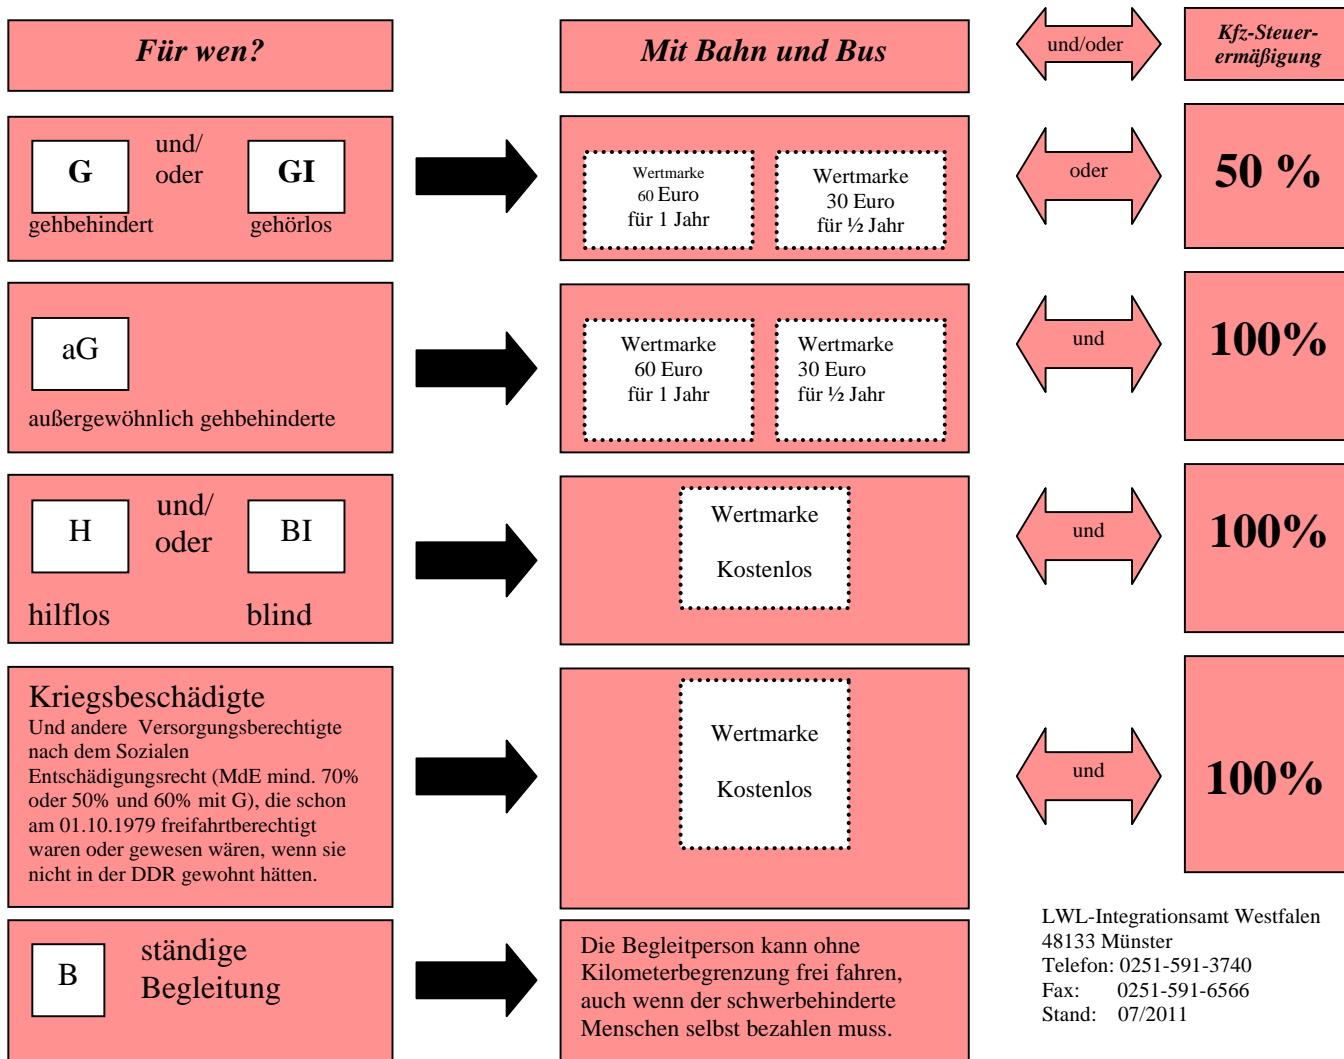 Für wen?
Mit Bahn und Bus
und/oder
Kfz-Steuer-
ermäßigung
G
und/
oder
GI
gehbehindert
gehörlos
Wertmarke
60 Euro
für 1 Jahr
Wertmarke
30 Euro
für ½ Jahr
oder
50 %
aG
außergewöhnlich gehbehinderte
Wertmarke
60 Euro
für 1 Jahr
Wertmarke
30 Euro
für ½ Jahr
und
100%
H
und/
oder
BI
hilflos
blind
Wertmarke
Kostenlos
und
100%
Kriegsbeschädigte
Und andere Versorgungsberechtigte
nach dem Sozialen
Entschädigungsrecht (MdE mind. 70%
oder 50% und 60% mit G), die schon
am 01.10.1979 freifahrtberechtigt
waren oder gewesen wären, wenn sie
nicht in der DDR gewohnt hätten.
Wertmarke
Kostenlos
und
100%
B
ständige
Begleitung
Die Begleitperson kann ohne
Kilometerbegrenzung frei fahren,
auch wenn der schwerbehinderte
Menschen selbst bezahlen muss.
LWL-Integrationsamt Westfalen
48133 Münster
Telefon: 0251-591-3740
Fax: 0251-591-6566
Stand: 07/2011